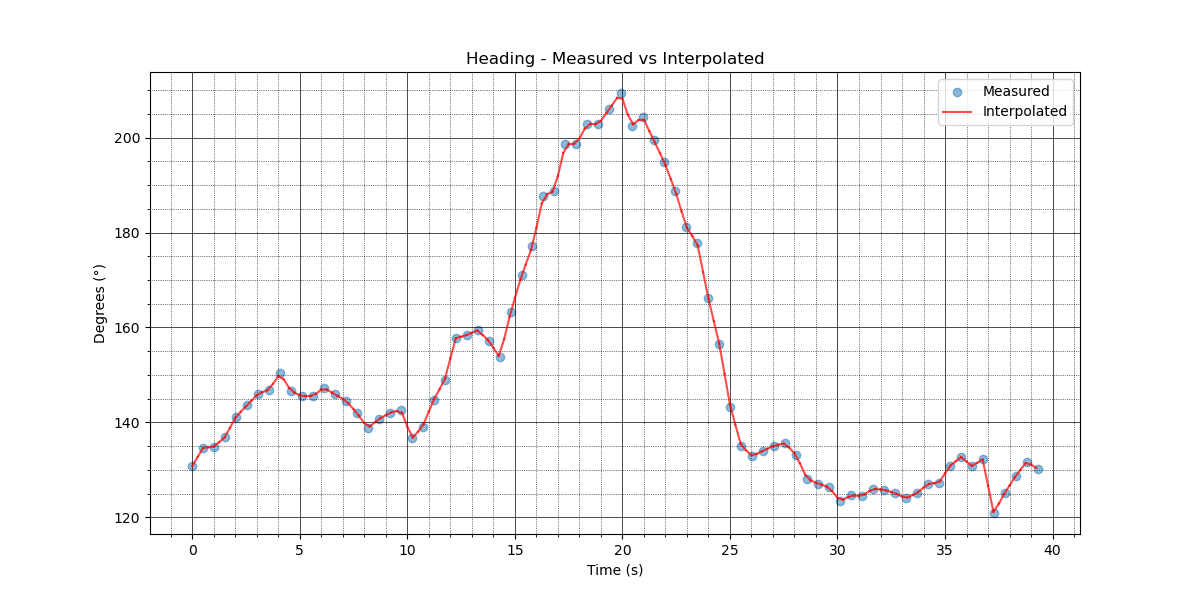 Heading - Measured vs Interpolated
Measured
Interpolated
Degrees (°)
200
180
160
140
120
0 5 10 15 20 25 30 35 40
Time (s)